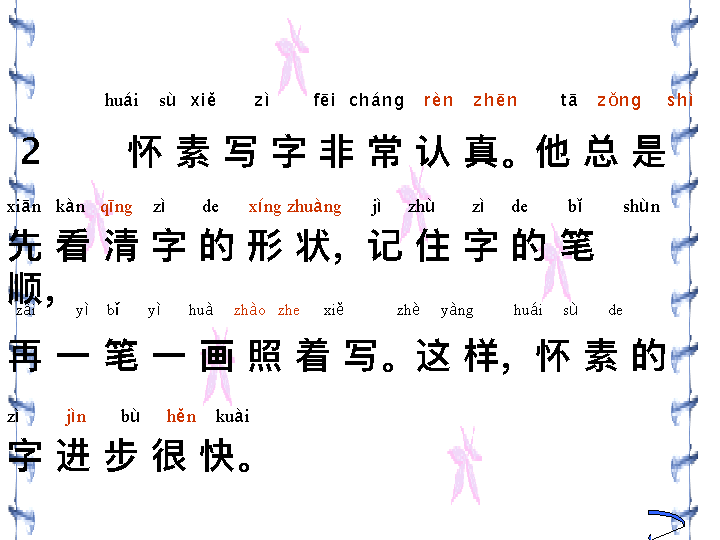 huái sù xiě zì fēi cháng rèn zhēn tā zǒng shì
2 怀素写字非常认真。他总是
xiān kàn qīng zì de xíng zhuàng jì zhù zì de bǐ shùn
先看清字的形状，记住字的笔
顺，
zài yì bǐ yì huà zhào zhe xiě zhè yàng huái sù de
再一笔一画照着写。这样，怀素的
zì jìn bù hěn kuài
字进步很快。